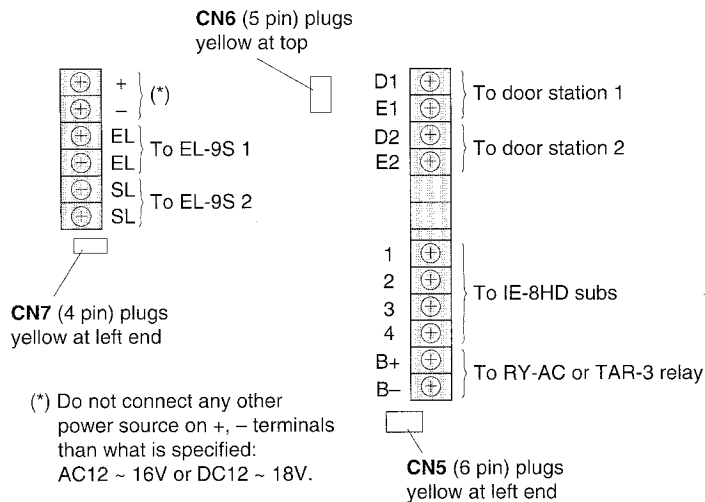 CN6 (5 pin) plugs
yellow at top
+
–
(*)
EL
EL
To EL-9S 1
SL
SL
To EL-9S 2
CN7 (4 pin) plugs
yellow at left end
(*) Do not connect any other
power source on +, – terminals
than what is specified:
AC12 ~ 16V or DC12 ~ 18V.
D1
E1
To door station 1
D2
E2
To door station 2
1
2
3
4
To IE-8HD subs
B+
B–
To RY-AC or TAR-3 relay
CN5 (6 pin) plugs
yellow at left end